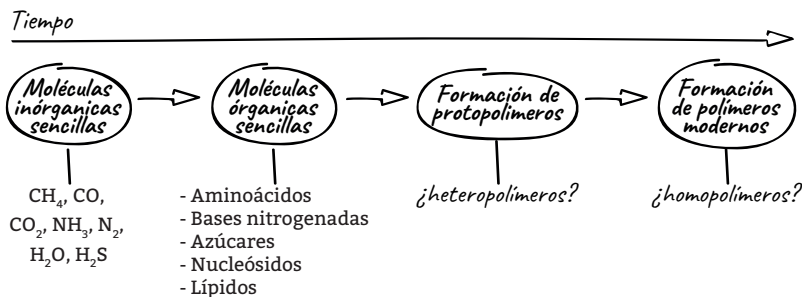 Tiempo
Moléculas
inórganicas
sencillas
Moléculas
órganicas
sencillas
Formación de
protopolimeros
Formación
de polímeros
modernos
CH₄, CO,
CO₂, NH₃, N₂,
H₂O, H₂S
- Aminoácidos
- Bases nitrogenadas
- Azúcares
- Nucleósidos
- Lípidos
¿heteropolímeros?
¿homopolímeros?